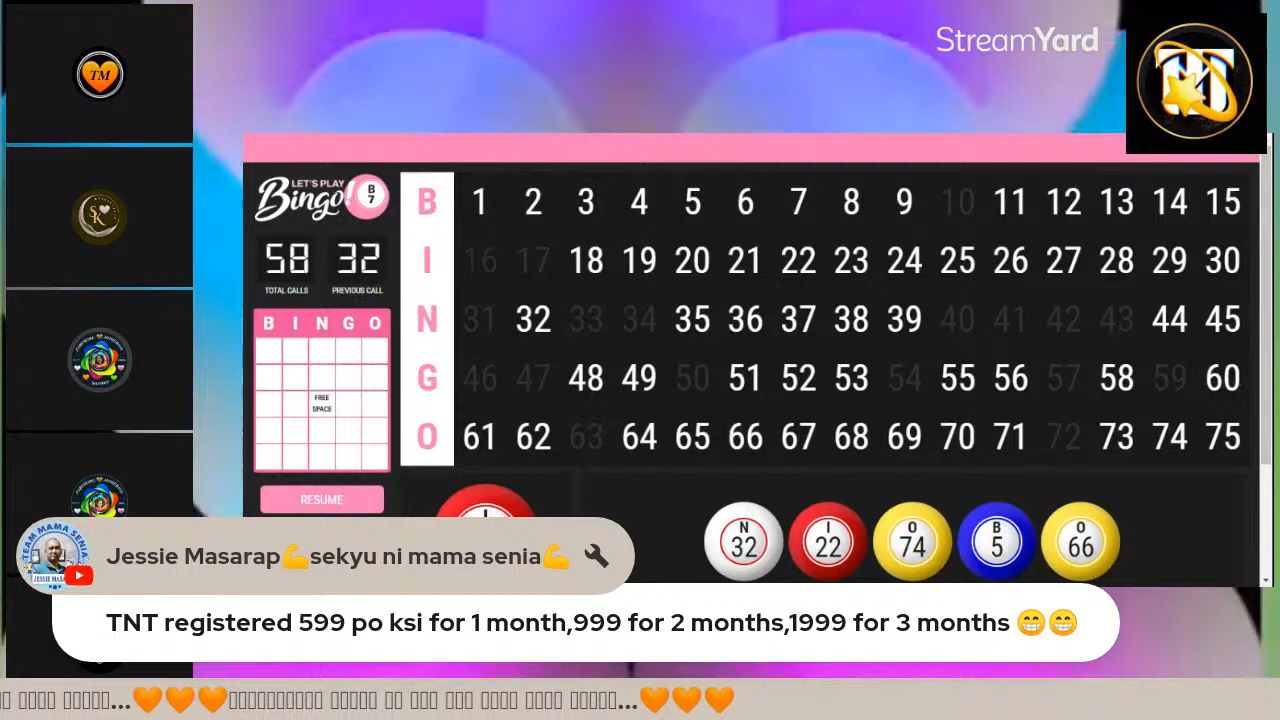 StreamYard
TM
SK
LET'S PLAY
Bingo!
B
7
58
32
TOTAL CALLS
PREVIOUS CALL
B I N G O
FREE
SPACE
RESUME
B 1 2 3 4 5 6 7 8 9 10 11 12 13 14 15
I 16 17 18 19 20 21 22 23 24 25 26 27 28 29 30
N 31 32 33 34 35 36 37 38 39 40 41 42 43 44 45
G 46 47 48 49 50 51 52 53 54 55 56 57 58 59 60
O 61 62 63 64 65 66 67 68 69 70 71 72 73 74 75
N
32
I
22
O
74
B
5
O
66
TEAM MAMA SENIA
Jessie Masarap💪sekyu ni mama senia💪
TNT registered 599 po ksi for 1 month,999 for 2 months,1999 for 3 months 😁😁